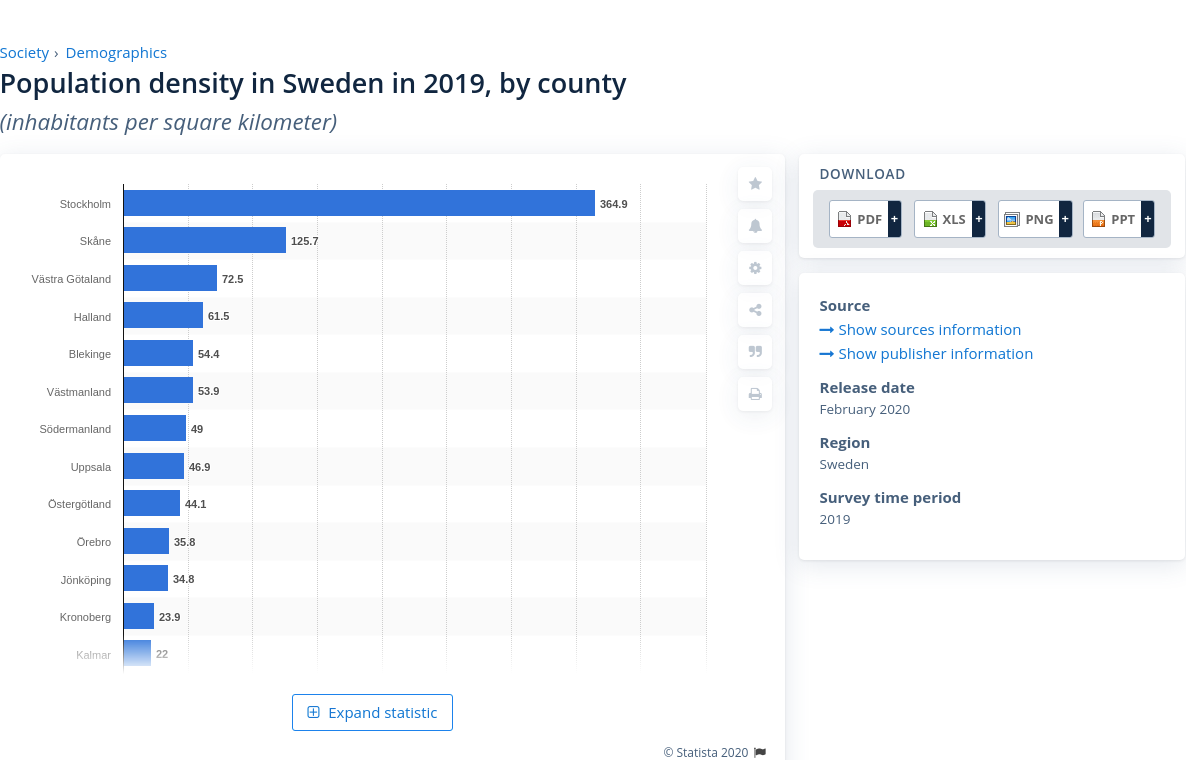 Society › Demographics
Population density in Sweden in 2019, by county
(inhabitants per square kilometer)
Stockholm 364.9
Skåne 125.7
Västra Götaland 72.5
Halland 61.5
Blekinge 54.4
Västmanland 53.9
Södermanland 49
Uppsala 46.9
Östergötland 44.1
Örebro 35.8
Jönköping 34.8
Kronoberg 23.9
Kalmar 22
Expand statistic
© Statista 2020
DOWNLOAD
PDF + XLS + PNG + PPT +
Source
Show sources information
Show publisher information
Release date
February 2020
Region
Sweden
Survey time period
2019